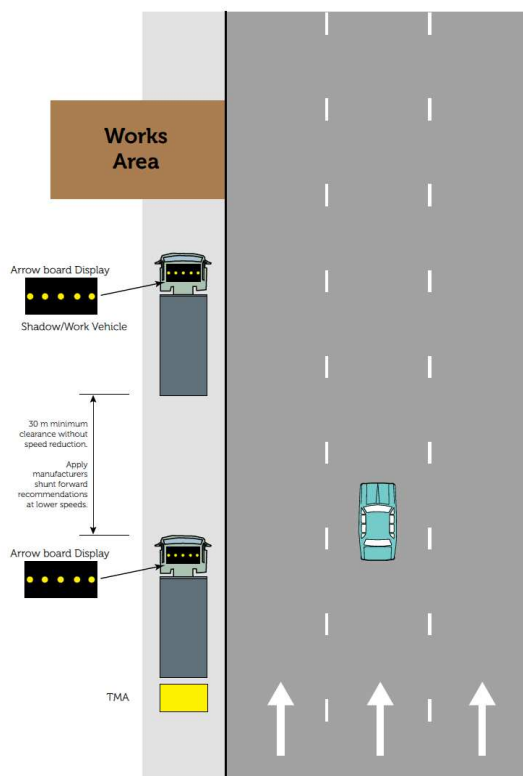 Works
Area
Arrow board Display
Shadow/Work Vehicle
30 m minimum
clearance without
speed reduction.
Apply
manufacturers
shunt forward
recommendations
at lower speeds.
Arrow board Display
TMA